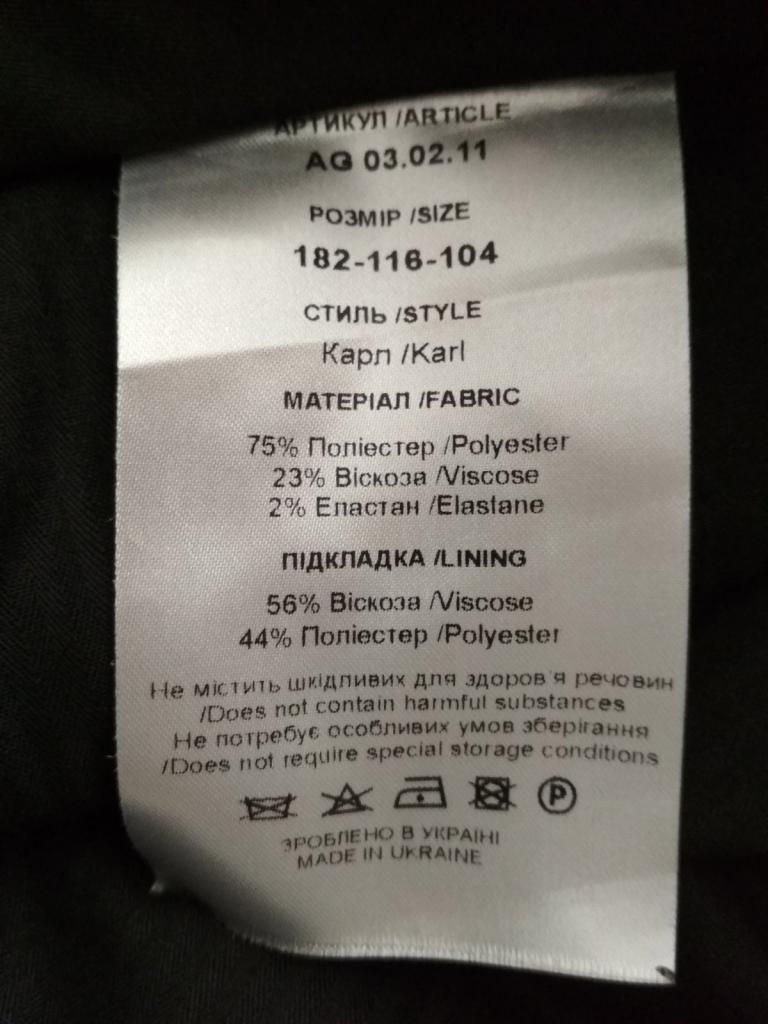 АРТИКУЛ /ARTICLE
AG 03.02.11
РОЗМІР /SIZE
182-116-104
СТИЛЬ /STYLE
Карл /Karl
МАТЕРІАЛ /FABRIC
75% Поліестер /Polyester
23% Віскоза /Viscose
2% Еластан /Elastane
ПІДКЛАДКА /LINING
56% Віскоза /Viscose
44% Поліестер /Polyester
Не містить шкідливих для здоров'я речовин
/Does not contain harmful substances
Не потребує особливих умов зберігання
/Does not require special storage conditions
P
ЗРОБЛЕНО В УКРАЇНІ
MADE IN UKRAINE